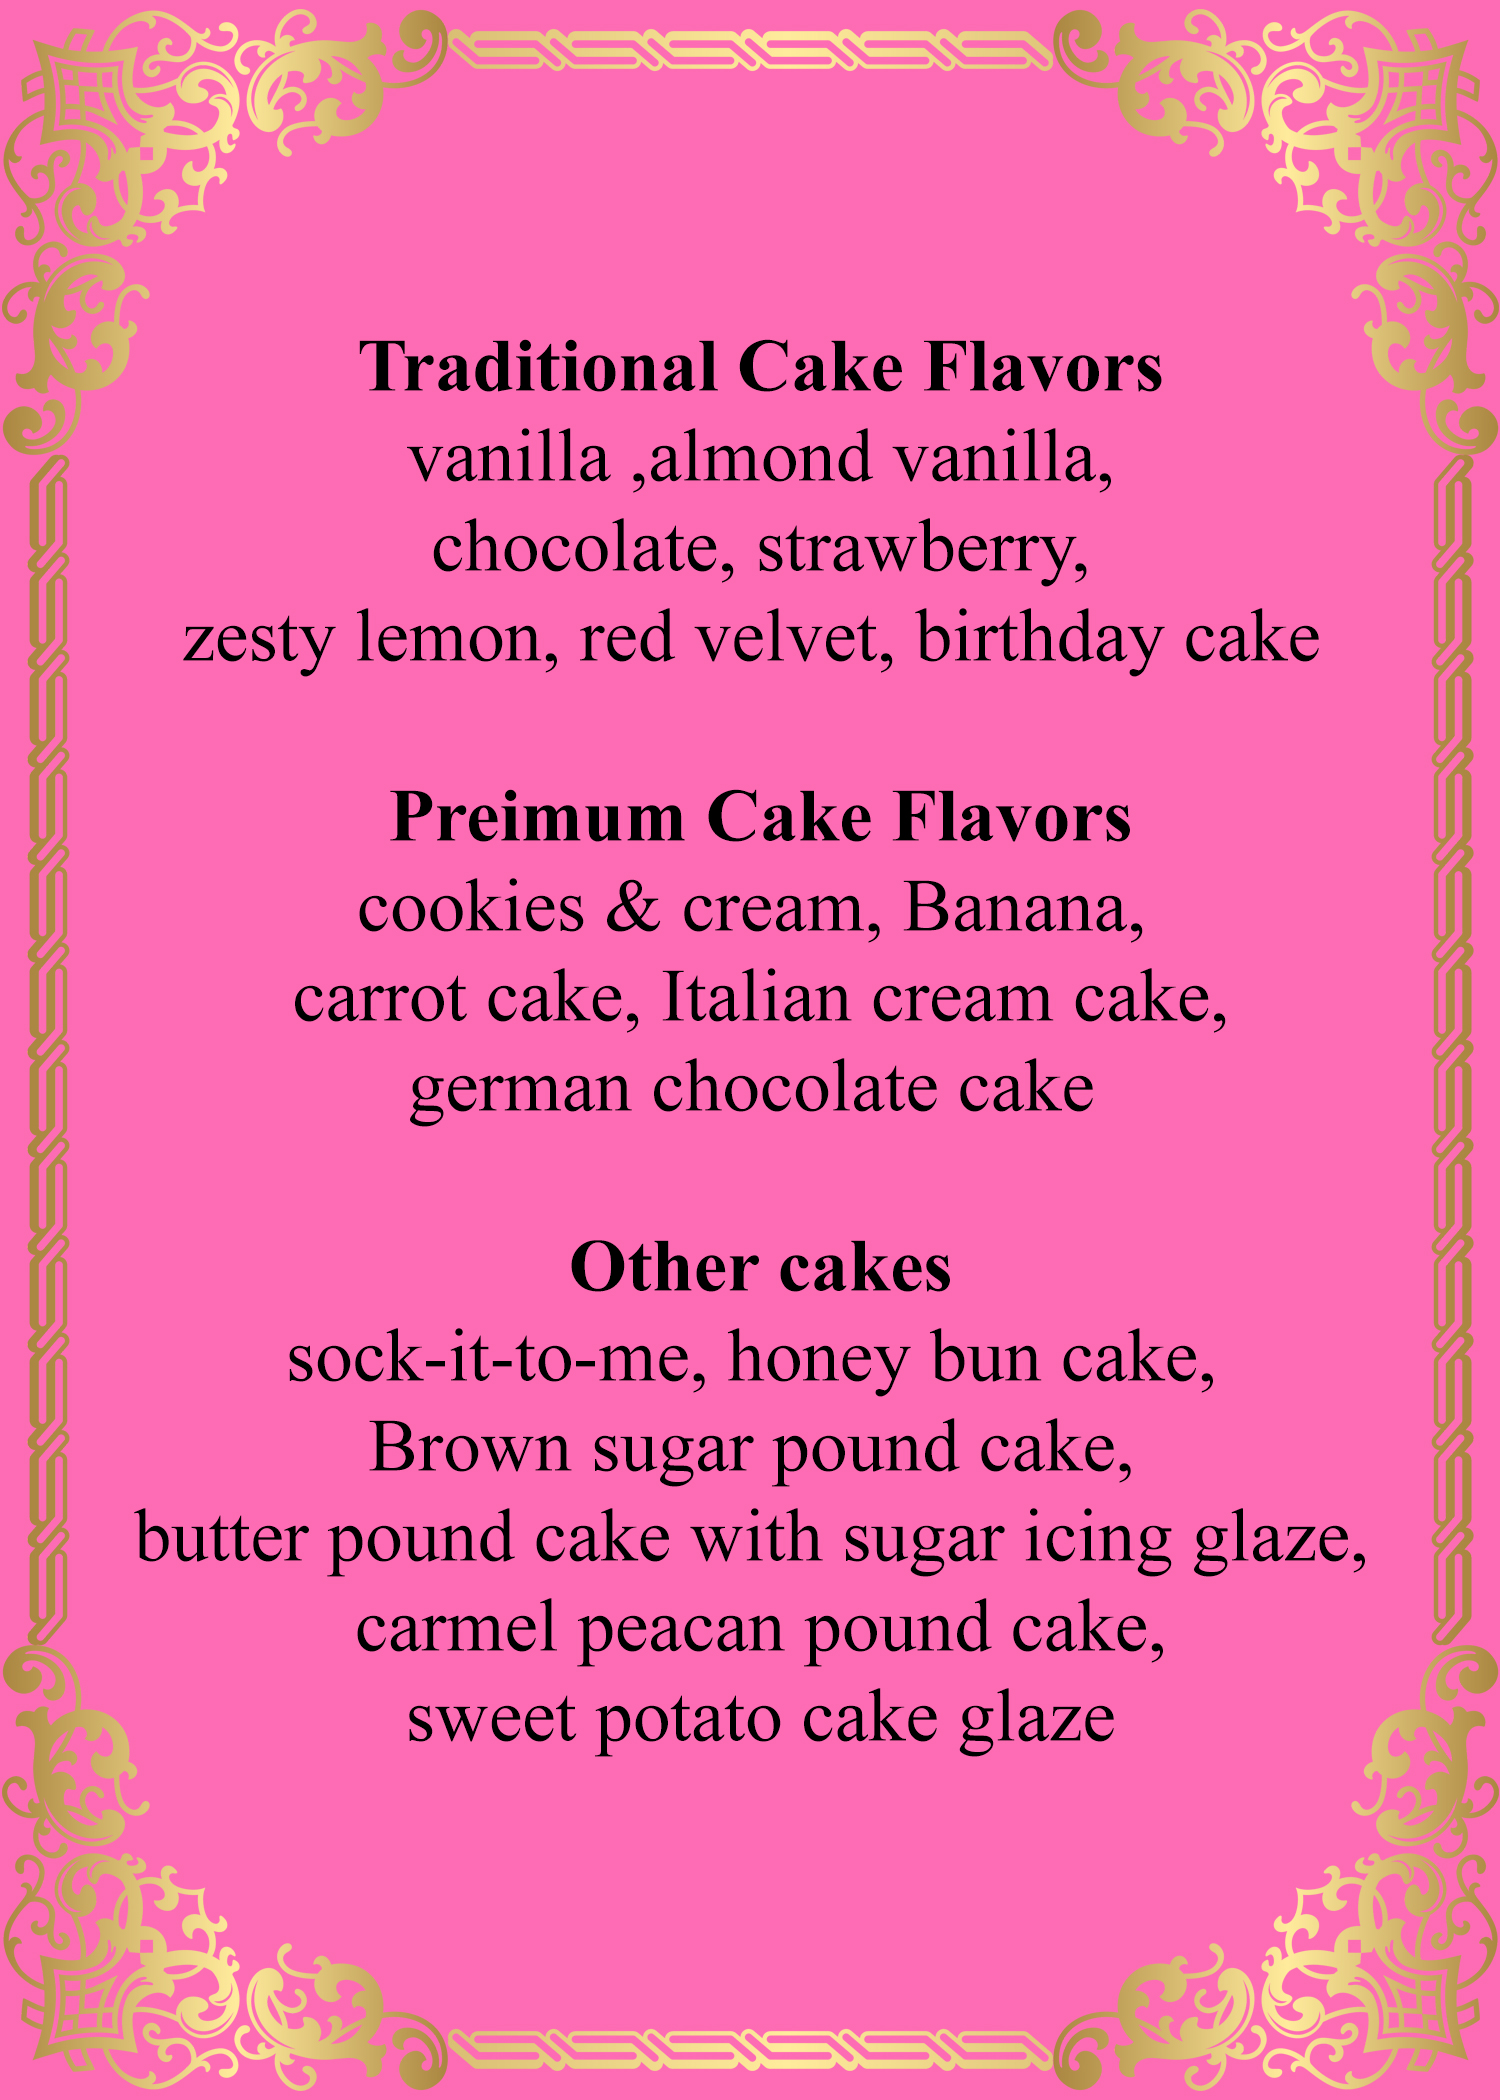 Traditional Cake Flavors
vanilla ,almond vanilla,
chocolate, strawberry,
zesty lemon, red velvet, birthday cake
Preimum Cake Flavors
cookies & cream, Banana,
carrot cake, Italian cream cake,
german chocolate cake
Other cakes
sock-it-to-me, honey bun cake,
Brown sugar pound cake,
butter pound cake with sugar icing glaze,
carmel peacan pound cake,
sweet potato cake glaze